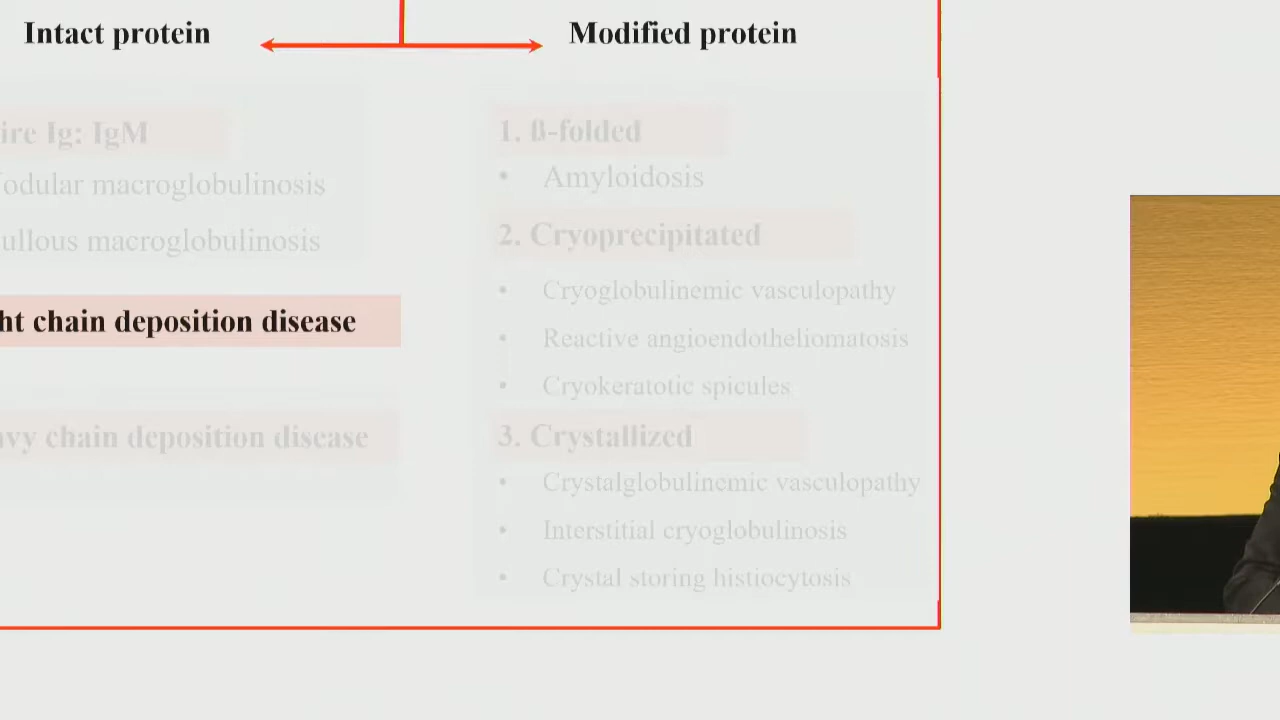 Intact protein
Modified protein
ire Ig: IgM
odular macroglobulinosis
ullous macroglobulinosis
ht chain deposition disease
vy chain deposition disease
1. ß-folded
• Amyloidosis
2. Cryoprecipitated
• Cryoglobulinemic vasculopathy
• Reactive angioendotheliomatosis
• Cryokeratotic spicules
3. Crystallized
• Crystalglobulinemic vasculopathy
• Interstitial cryoglobulinosis
• Crystal storing histiocytosis